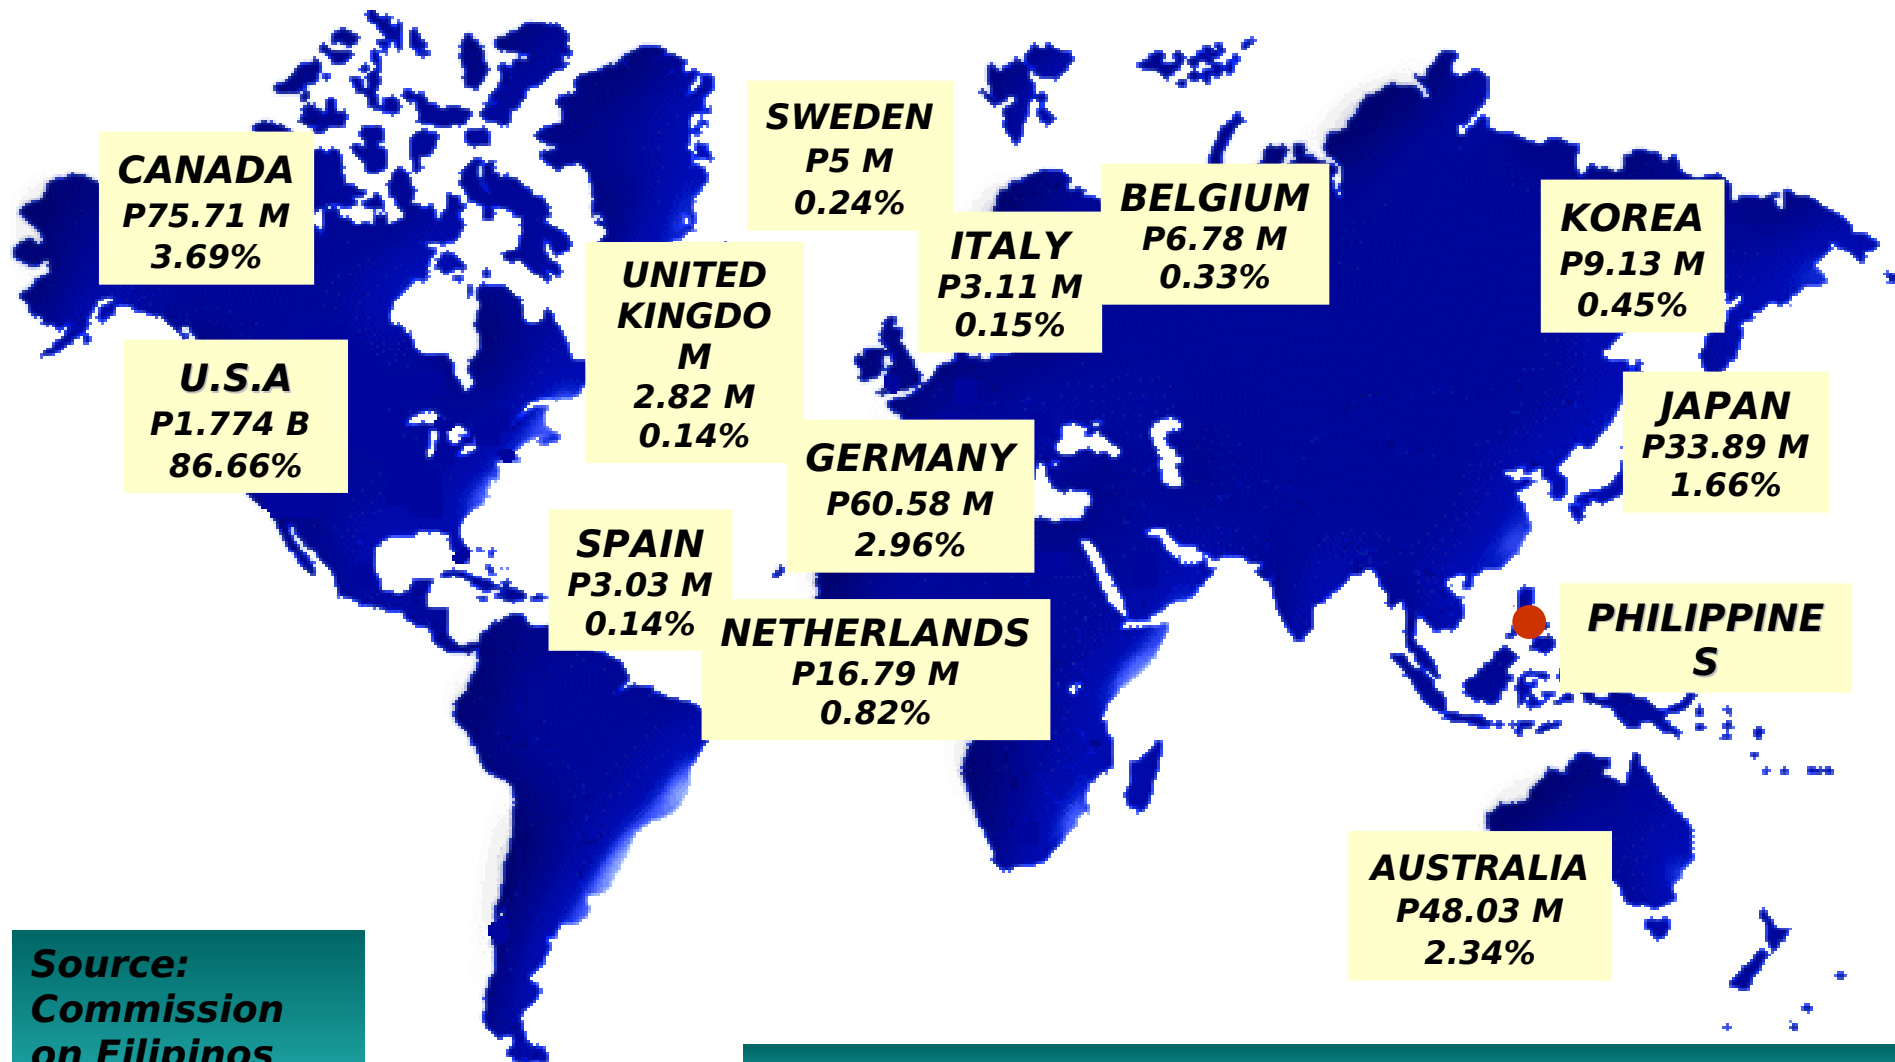 SWEDEN
P5 M
0.24%
CANADA
P75.71 M
3.69%
BELGIUM
P6.78 M
0.33%
KOREA
P9.13 M
0.45%
ITALY
P3.11 M
0.15%
UNITED
KINGDO
M
2.82 M
0.14%
U.S.A
P1.774 B
86.66%
JAPAN
P33.89 M
1.66%
GERMANY
P60.58 M
2.96%
SPAIN
P3.03 M
0.14%
NETHERLANDS
P16.79 M
0.82%
PHILIPPINE
S
AUSTRALIA
P48.03 M
2.34%
Source:
Commission
on Filipinos